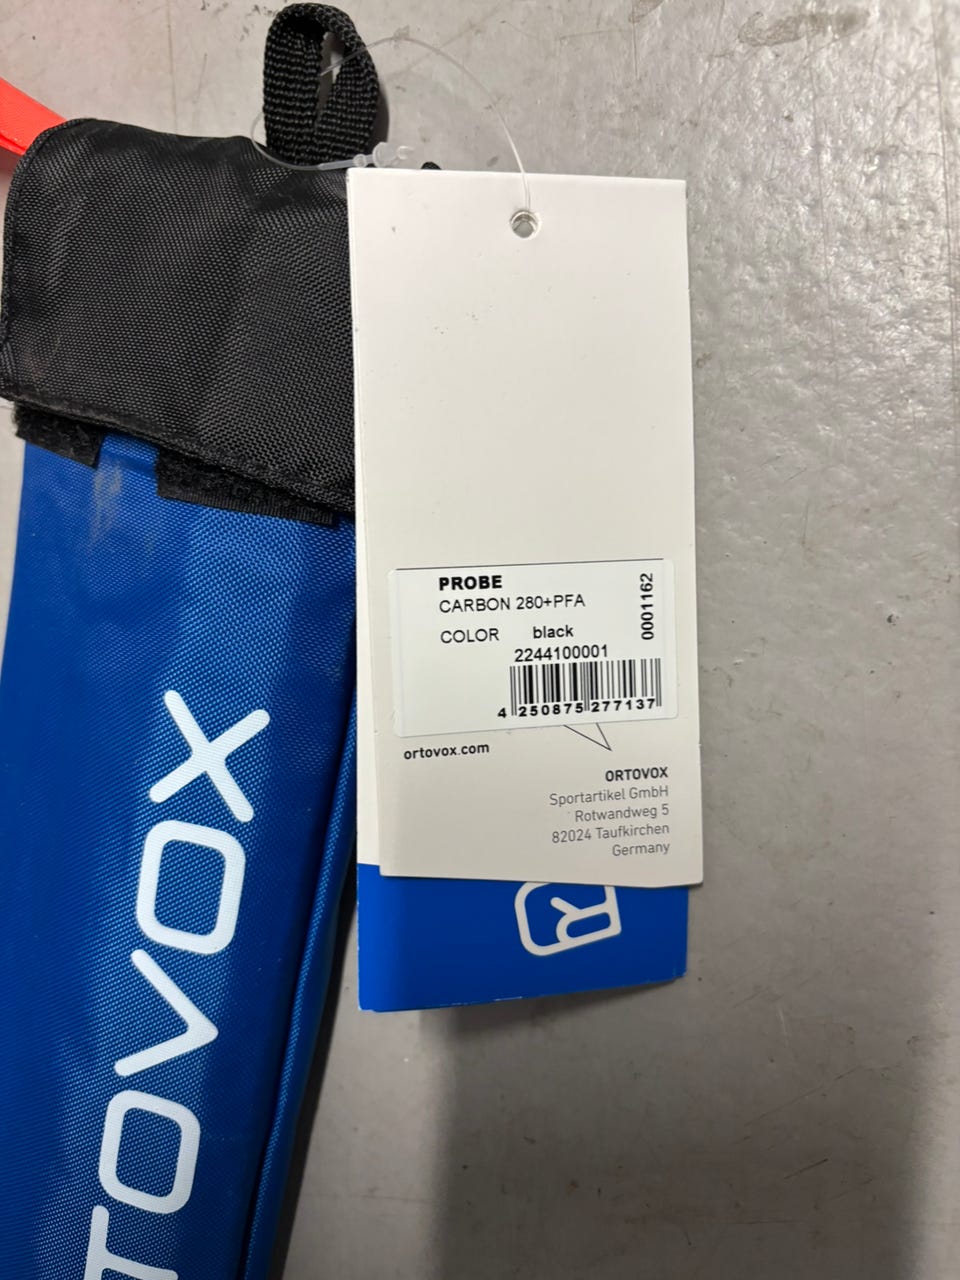 PROBE
CARBON 280+PFA
COLOR black
2244100001
0001162
4 250875 277137
ortovox.com
ORTOVOX
Sportartikel GmbH
Rotwandweg 5
82024 Taufkirchen
Germany
TOVOX